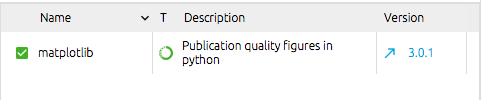 Name T Description Version
matplotlib Publication quality figures in python 3.0.1